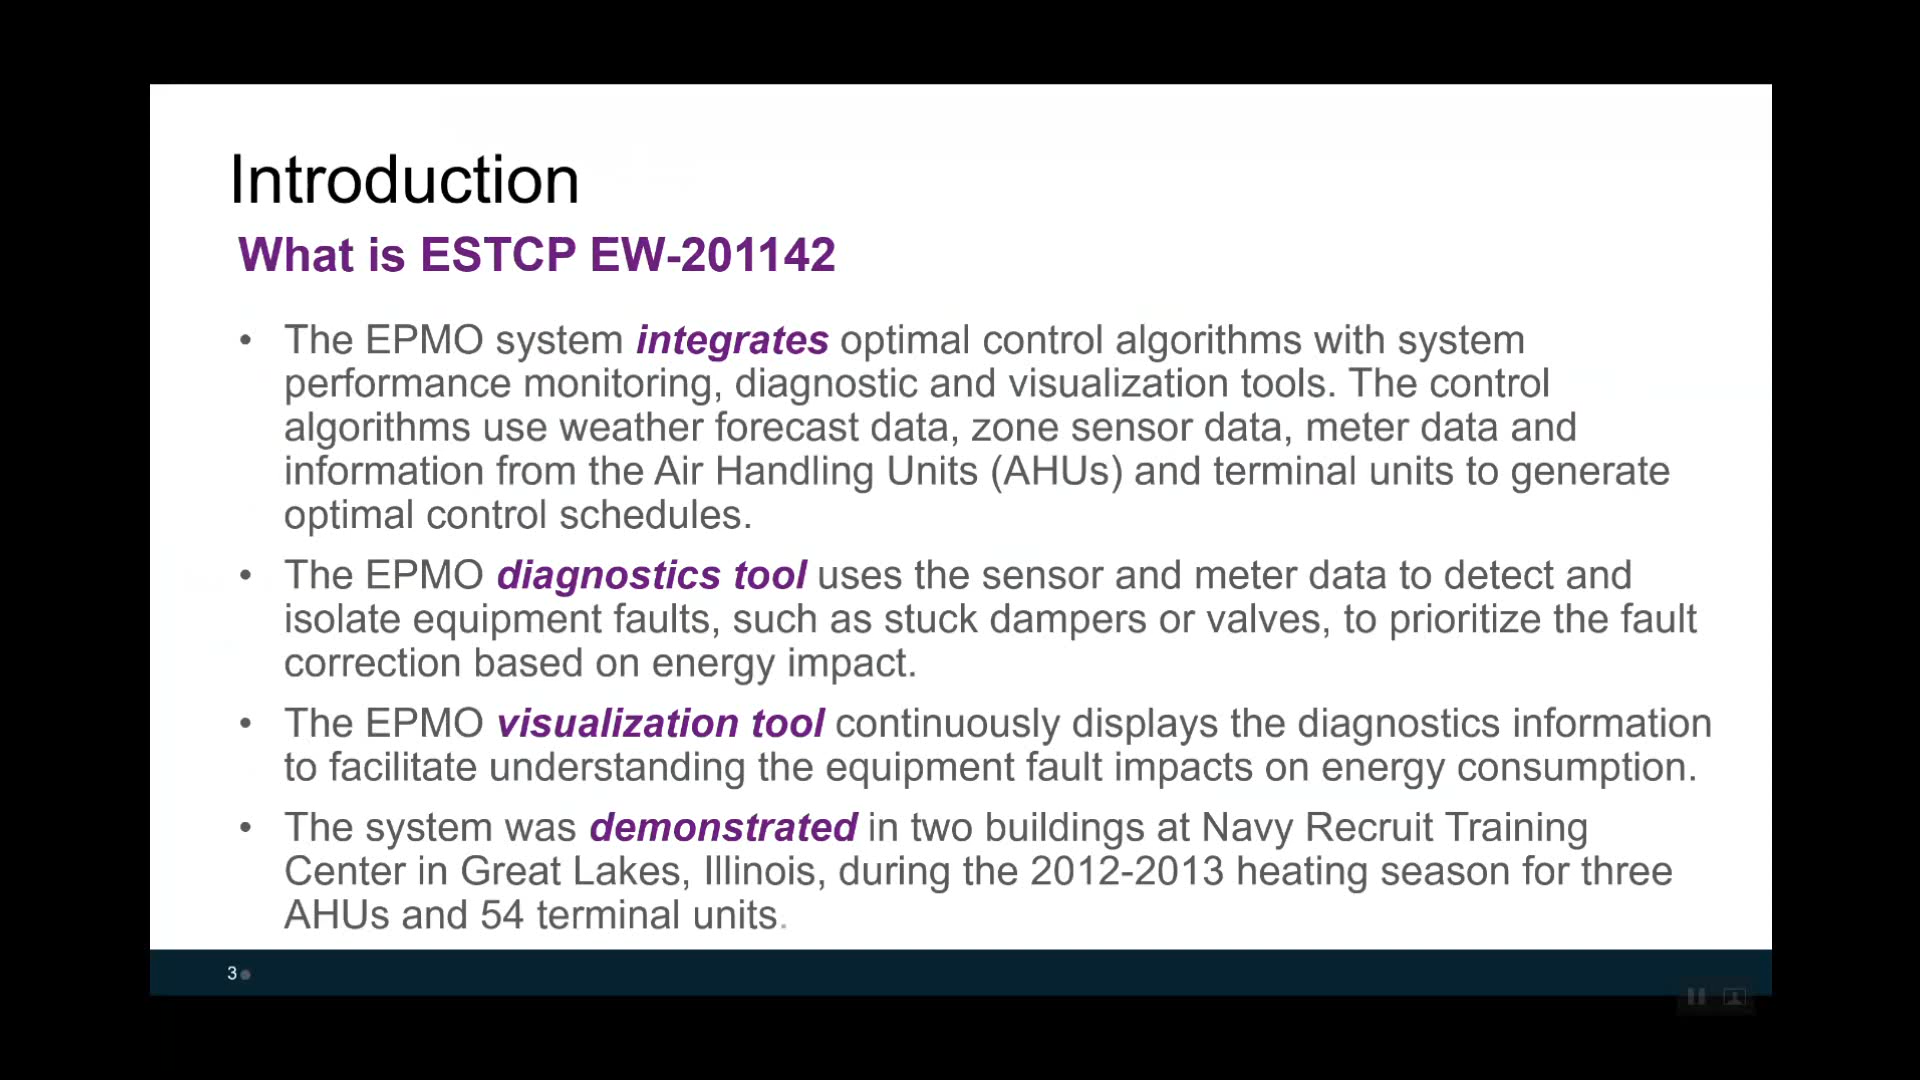 Introduction
What is ESTCP EW-201142
• The EPMO system integrates optimal control algorithms with system
performance monitoring, diagnostic and visualization tools. The control
algorithms use weather forecast data, zone sensor data, meter data and
information from the Air Handling Units (AHUs) and terminal units to generate
optimal control schedules.
• The EPMO diagnostics tool uses the sensor and meter data to detect and
isolate equipment faults, such as stuck dampers or valves, to prioritize the fault
correction based on energy impact.
• The EPMO visualization tool continuously displays the diagnostics information
to facilitate understanding the equipment fault impacts on energy consumption.
• The system was demonstrated in two buildings at Navy Recruit Training
Center in Great Lakes, Illinois, during the 2012-2013 heating season for three
AHUs and 54 terminal units.
3